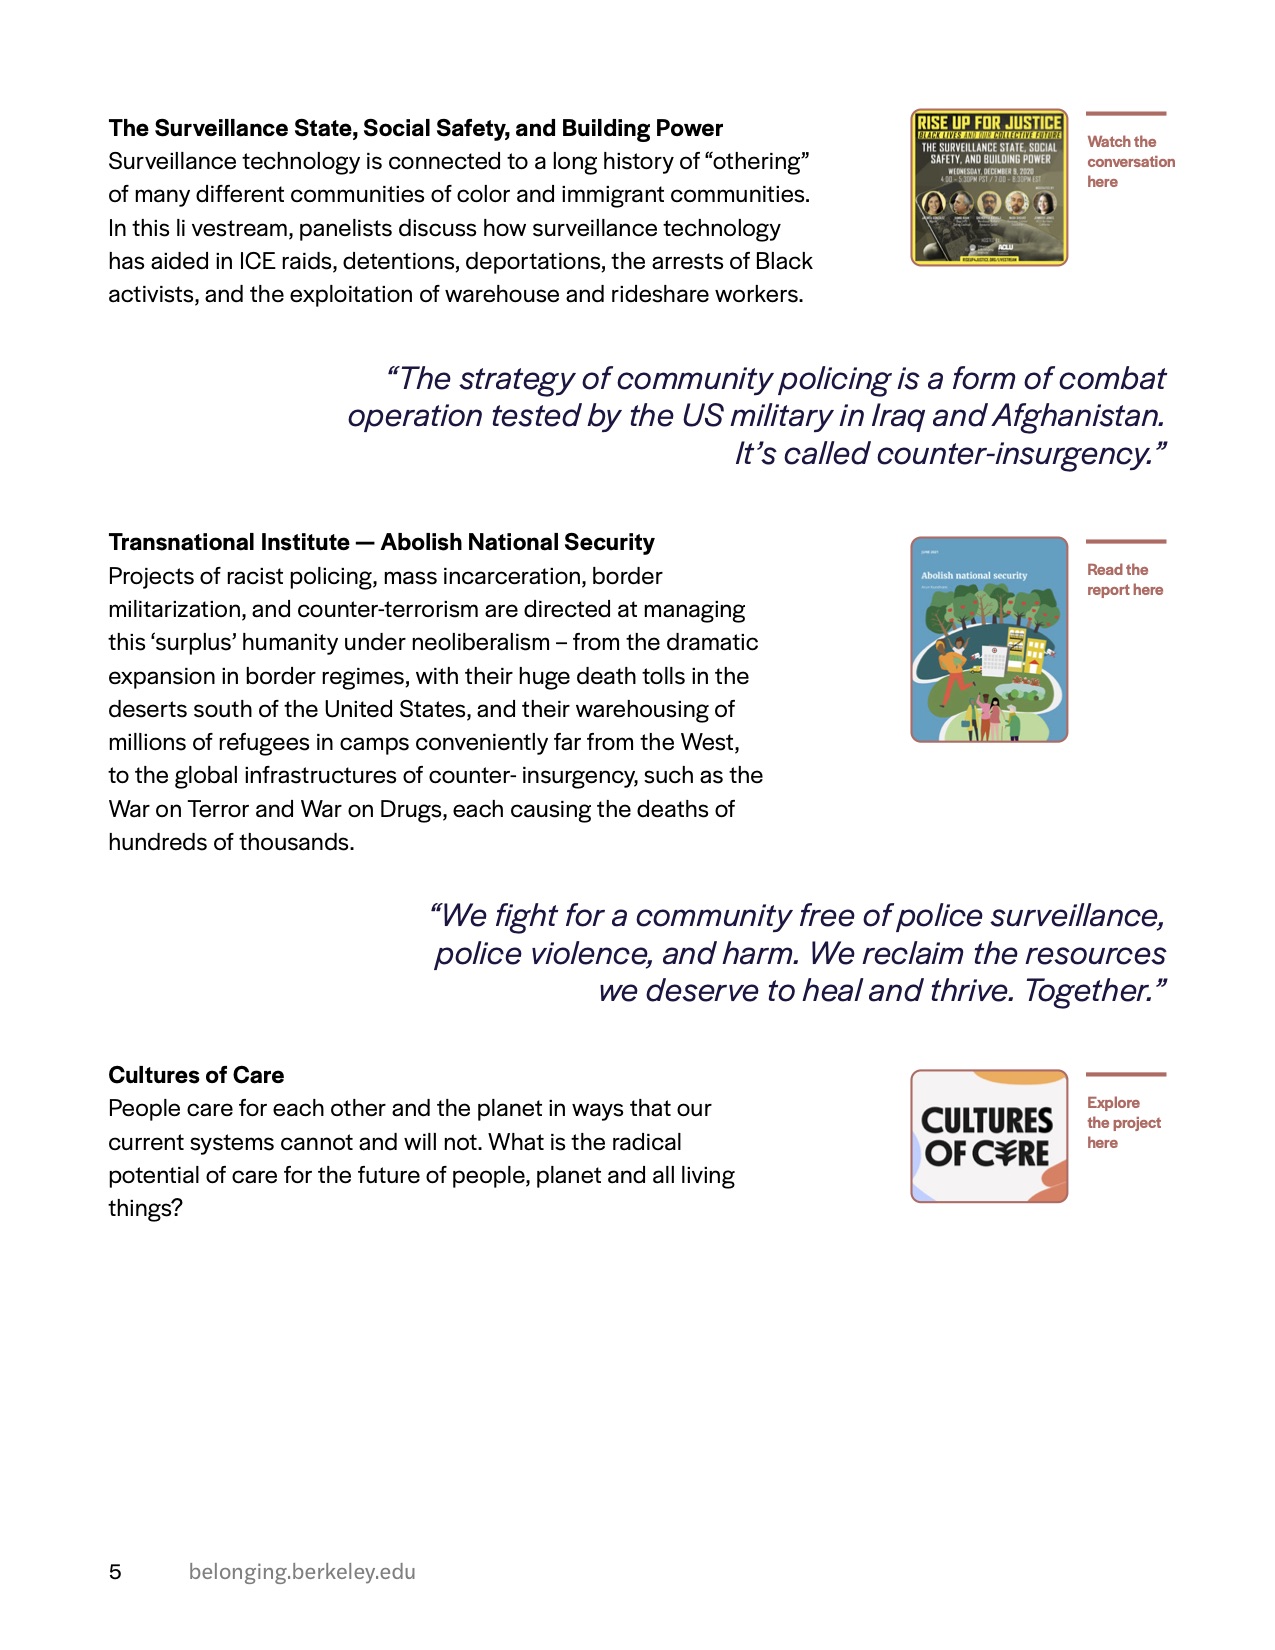 The Surveillance State, Social Safety, and Building Power
Surveillance technology is connected to a long history of “othering”
of many different communities of color and immigrant communities.
In this li vestream, panelists discuss how surveillance technology
has aided in ICE raids, detentions, deportations, the arrests of Black
activists, and the exploitation of warehouse and rideshare workers.
RISE UP FOR JUSTICE
BLACK LIVES AND OUR COLLECTIVE FUTURE
THE SURVEILLANCE STATE, SOCIAL
SAFETY, AND BUILDING POWER
WEDNESDAY, DECEMBER 9, 2020
4:00 - 5:30PM PST / 7:00 - 8:30PM EST
ACLU
Watch the
conversation
here
“The strategy of community policing is a form of combat
operation tested by the US military in Iraq and Afghanistan.
It’s called counter-insurgency.”
Transnational Institute — Abolish National Security
Projects of racist policing, mass incarceration, border
militarization, and counter-terrorism are directed at managing
this ‘surplus’ humanity under neoliberalism – from the dramatic
expansion in border regimes, with their huge death tolls in the
deserts south of the United States, and their warehousing of
millions of refugees in camps conveniently far from the West,
to the global infrastructures of counter- insurgency, such as the
War on Terror and War on Drugs, each causing the deaths of
hundreds of thousands.
Abolish national security
Read the
report here
“We fight for a community free of police surveillance,
police violence, and harm. We reclaim the resources
we deserve to heal and thrive. Together.”
Cultures of Care
People care for each other and the planet in ways that our
current systems cannot and will not. What is the radical
potential of care for the future of people, planet and all living
things?
CULTURES
OF CARE
Explore
the project
here
5 belonging.berkeley.edu